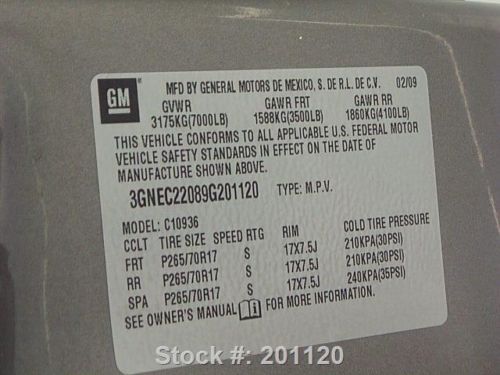 GM
MFD BY GENERAL MOTORS DE MEXICO, S. DE R.L. DE C.V. 02/09
GVWR GAWR FRT GAWR RR
3175KG(7000LB) 1588KG(3500LB) 1860KG(4100LB)
THIS VEHICLE CONFORMS TO ALL APPLICABLE U.S. FEDERAL MOTOR
VEHICLE SAFETY STANDARDS IN EFFECT ON THE DATE OF
MANUFACTURE SHOWN ABOVE.
3GNEC22089G201120 TYPE: M.P.V.
MODEL: C10936
CCLT TIRE SIZE SPEED RTG RIM COLD TIRE PRESSURE
FRT P265/70R17 S 17X7.5J 210KPA(30PSI)
RR P265/70R17 S 17X7.5J 210KPA(30PSI)
SPA P265/70R17 S 17X7.5J 240KPA(35PSI)
SEE OWNER'S MANUAL i FOR MORE INFORMATION.
Stock #: 201120